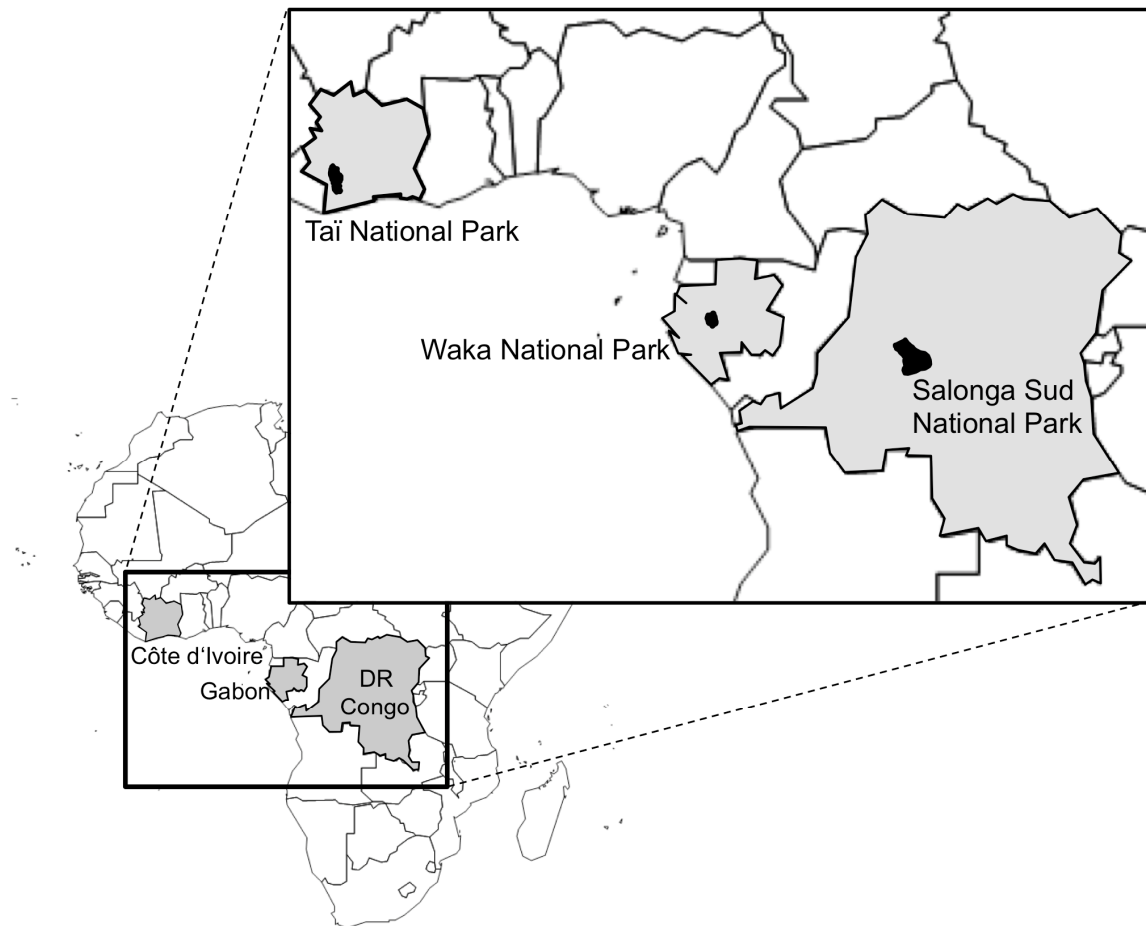 Taï National Park
Waka National Park
Salonga Sud
National Park
Côte d‘Ivoire
Gabon
DR
Congo